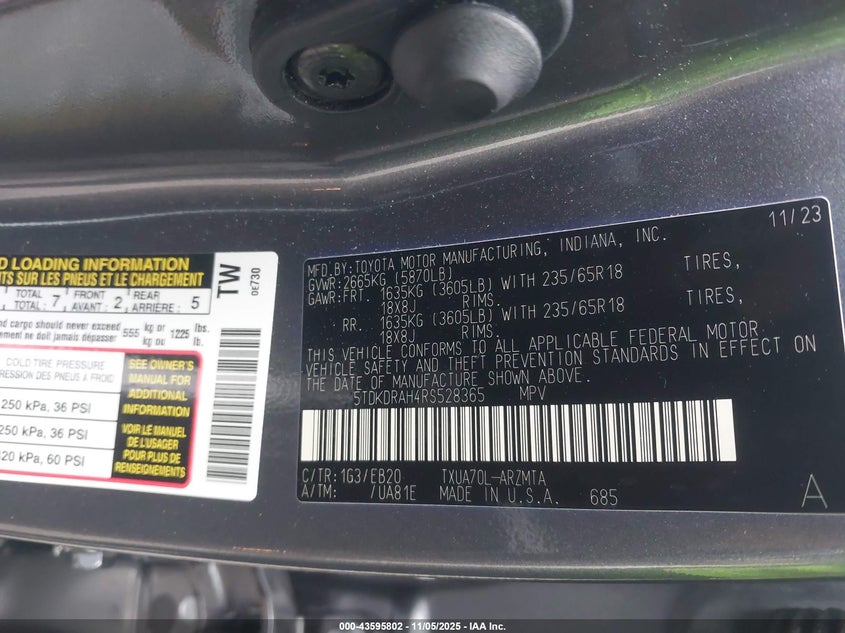 D LOADING INFORMATION
TS SUR LES PNEUS ET LE CHARGEMENT
TOTAL 7 FRONT 2 REAR 5
TOTAL : AVANT : ARRIÈRE :
nd cargo should never exceed 555 kg or 1225 lbs.
ement ne doit jamais dépasser kg ou lb.
COLD TIRE PRESSURE
RESSION DES PNEUS À FROID
250 kPa, 36 PSI
250 kPa, 36 PSI
420 kPa, 60 PSI
SEE OWNER'S
MANUAL FOR
ADDITIONAL
INFORMATION
VOIR LE MANUEL
DE L'USAGER
POUR PLUS DE
RENSEIGNEMENTS
TW
0E730
11/23
MFD.BY:TOYOTA MOTOR MANUFACTURING, INDIANA, INC.
GVWR:2665KG (5870LB)
GAWR:FRT. 1635KG (3605LB) WITH 235/65R18 TIRES,
18X8J RIMS.
RR. 1635KG (3605LB) WITH 235/65R18 TIRES,
18X8J RIMS.
THIS VEHICLE CONFORMS TO ALL APPLICABLE FEDERAL MOTOR
VEHICLE SAFETY AND THEFT PREVENTION STANDARDS IN EFFECT ON
THE DATE OF MANUFACTURE SHOWN ABOVE.
5TDKDRAH4RS528365 MPV
C/TR:1G3/EB20 TXUA70L-ARZMTA
A/TM: /UA81E MADE IN U.S.A. 685
A
000-43595802 - 11/05/2025 - IAA Inc.